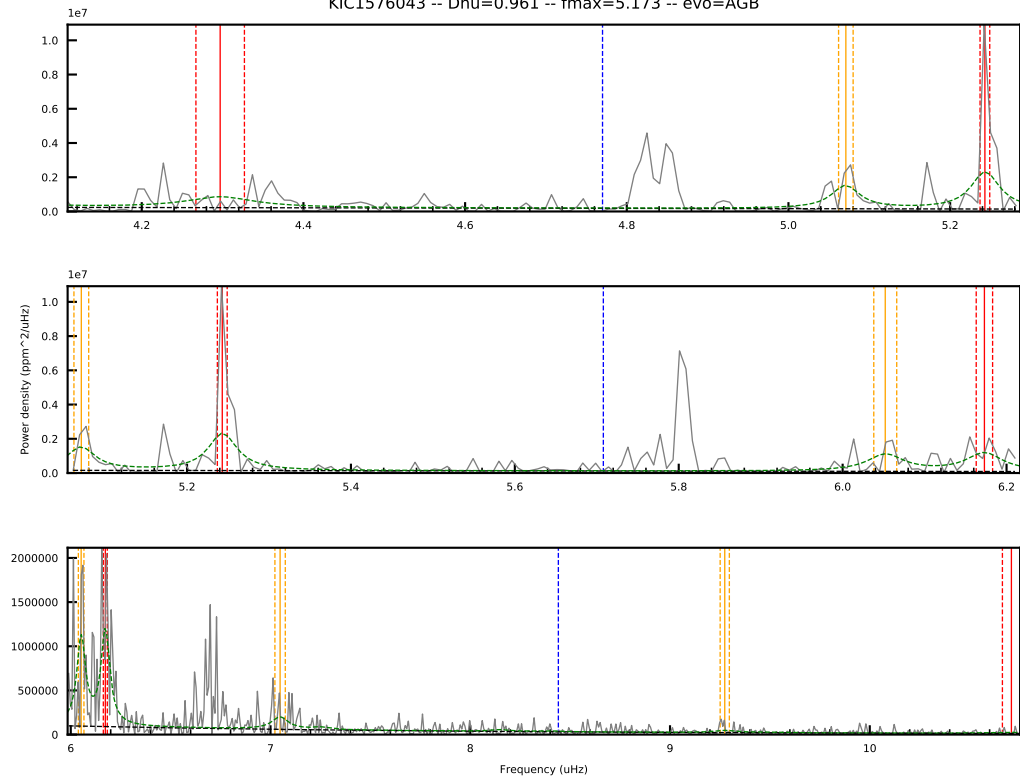 KIC1576043 -- Dnu=0.961 -- fmax=5.173 -- evo=AGB
1e7
1.0
0.8
0.6
0.4
0.2
0.0
4.2 4.4 4.6 4.8 5.0 5.2
1e7
1.0
0.8
0.6
0.4
0.2
0.0
5.2 5.4 5.6 5.8 6.0 6.2
Power density (ppm^2/uHz)
2000000
1500000
1000000
500000
0
6 7 8 9 10
Frequency (uHz)